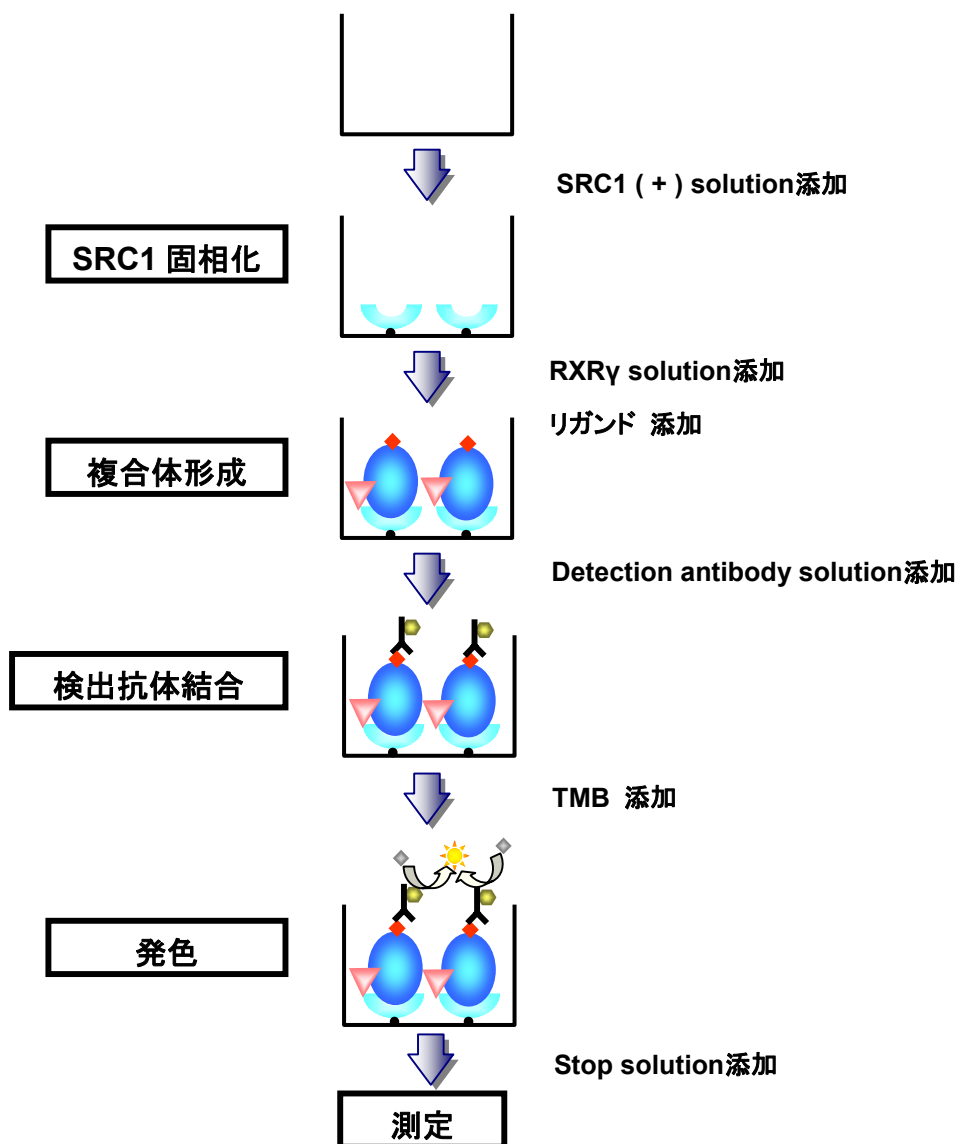 SRC1 ( + ) solution添加
SRC1 固相化
RXRγ solution添加
リガンド 添加
複合体形成
Detection antibody solution添加
検出抗体結合
TMB 添加
発色
Stop solution添加
測定